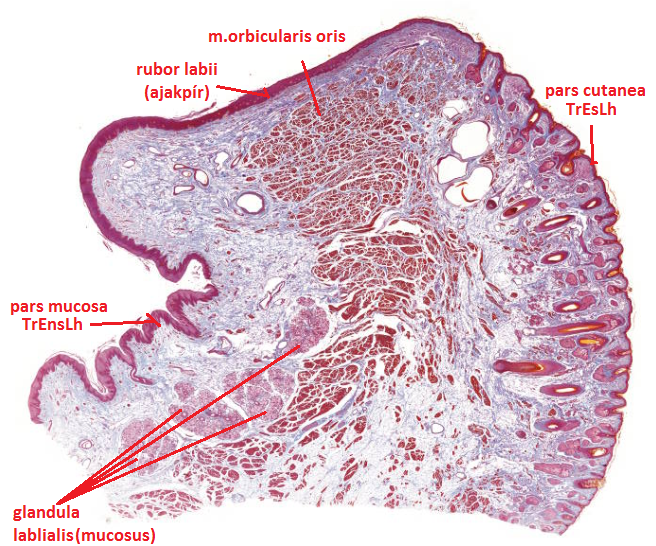 m.orbicularis oris
rubor labii
(ajakpír)
pars cutanea
TrEsLh
pars mucosa
TrEnsLh
glandula
lablialis(mucosus)